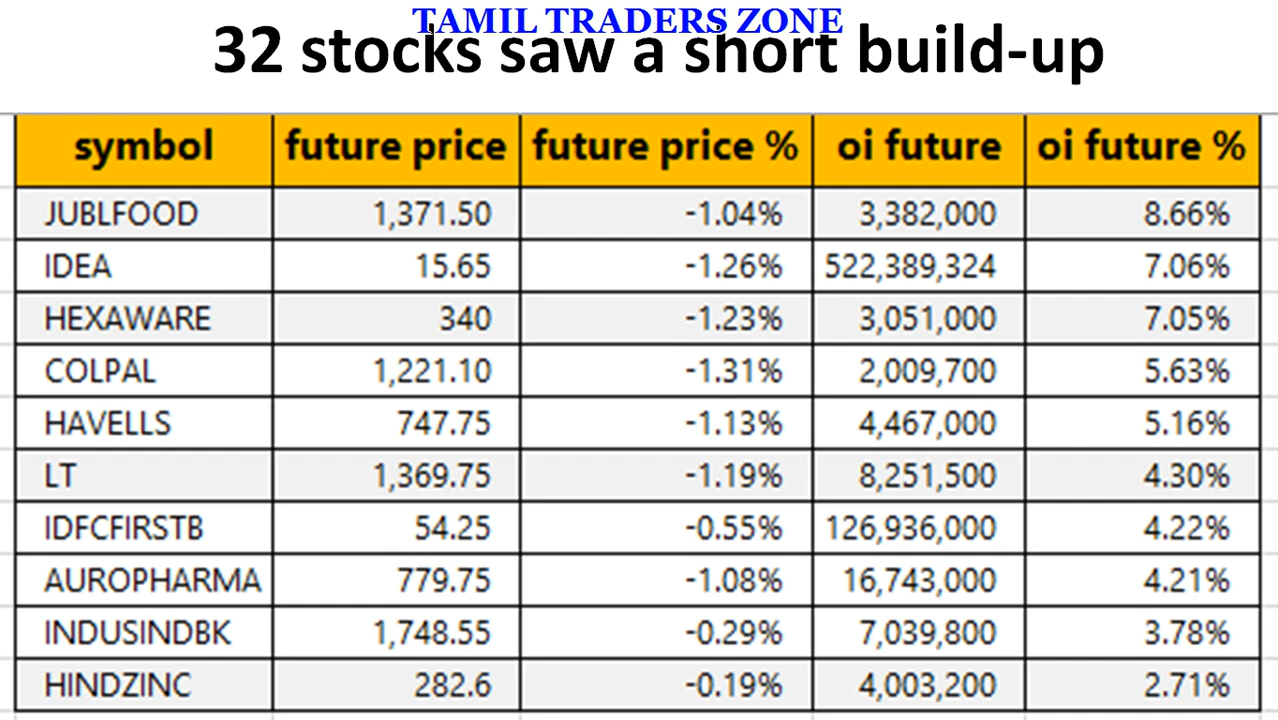 TAMIL TRADERS ZONE
32 stocks saw a short build-up
symbol future price future price % oi future oi future %
JUBLFOOD 1,371.50 -1.04% 3,382,000 8.66%
IDEA 15.65 -1.26% 522,389,324 7.06%
HEXAWARE 340 -1.23% 3,051,000 7.05%
COLPAL 1,221.10 -1.31% 2,009,700 5.63%
HAVELLS 747.75 -1.13% 4,467,000 5.16%
LT 1,369.75 -1.19% 8,251,500 4.30%
IDFCFIRSTB 54.25 -0.55% 126,936,000 4.22%
AUROPHARMA 779.75 -1.08% 16,743,000 4.21%
INDUSINDBK 1,748.55 -0.29% 7,039,800 3.78%
HINDZINC 282.6 -0.19% 4,003,200 2.71%